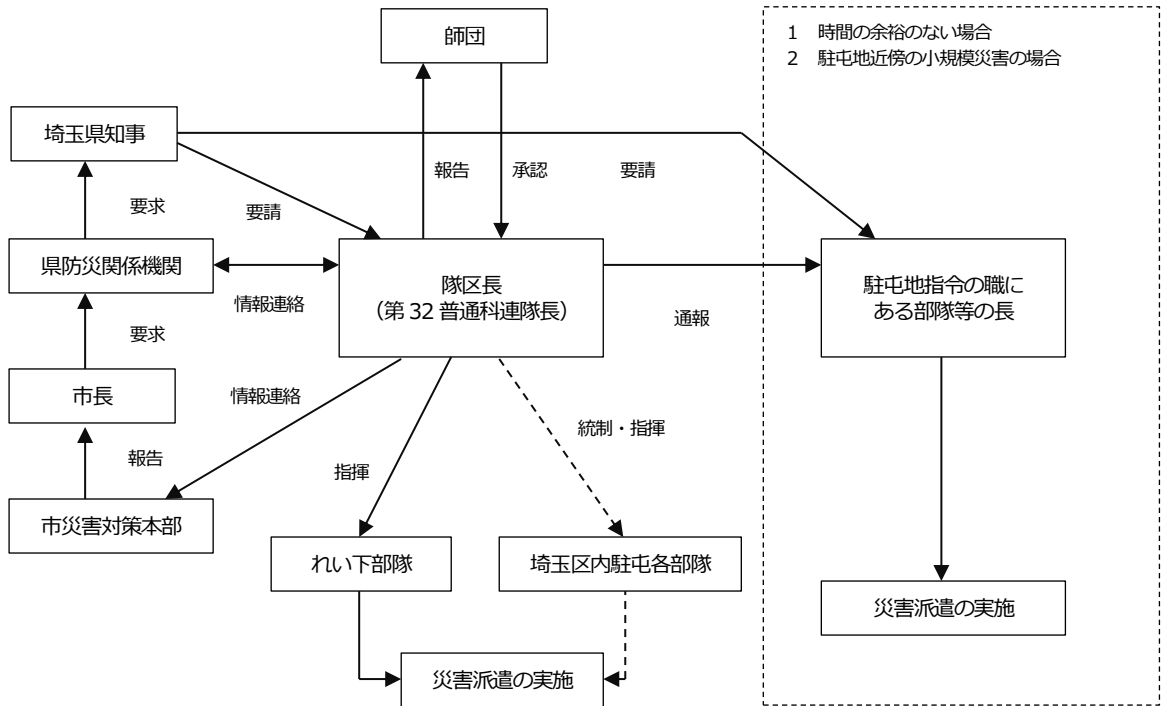 師団
1 時間の余裕のない場合
2 駐屯地近傍の小規模災害の場合
埼玉県知事
報告
承認
要請
要求
要請
県防災関係機関
情報連絡
隊区長
（第 32 普通科連隊長）
通報
駐屯地指令の職に
ある部隊等の長
要求
市長
情報連絡
統制・指揮
報告
指揮
市災害対策本部
れい下部隊
埼玉区内駐屯各部隊
災害派遣の実施
災害派遣の実施